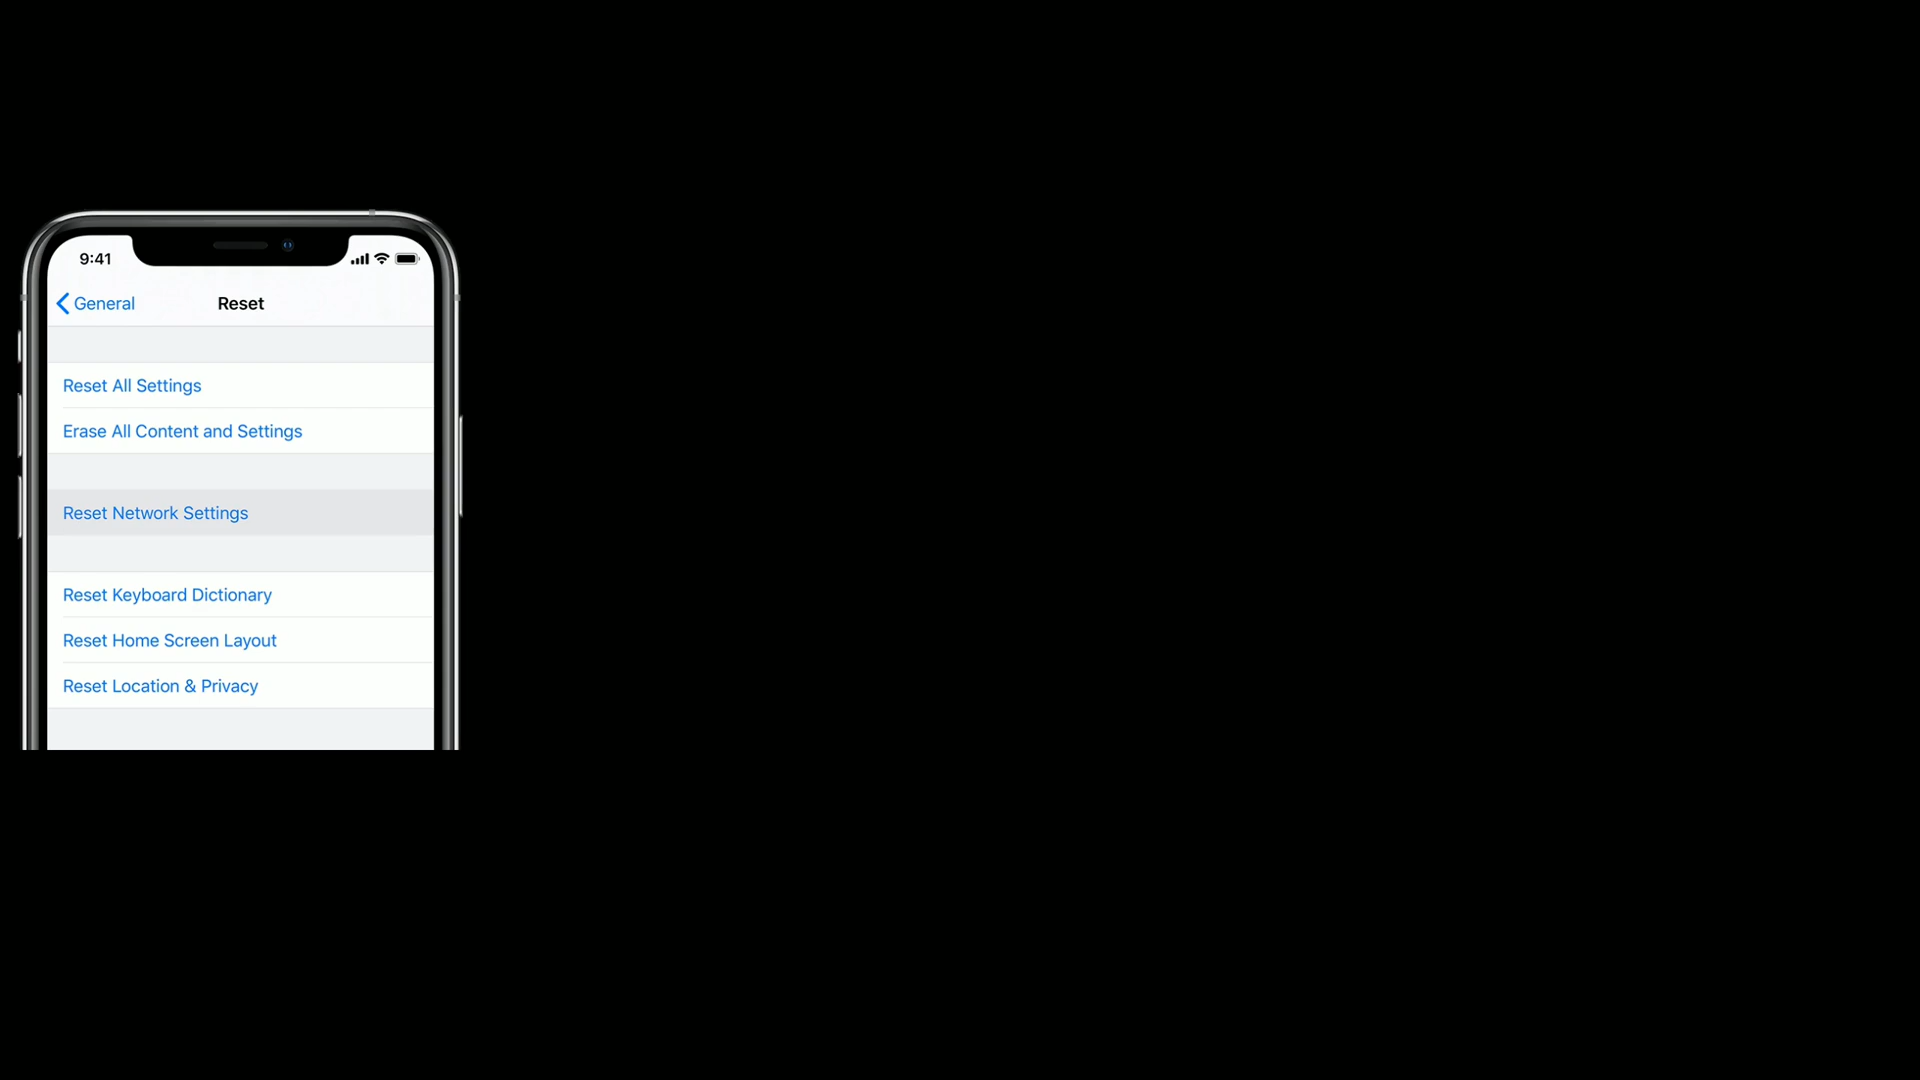 9:41
General
Reset
Reset All Settings
Erase All Content and Settings
Reset Network Settings
Reset Keyboard Dictionary
Reset Home Screen Layout
Reset Location & Privacy